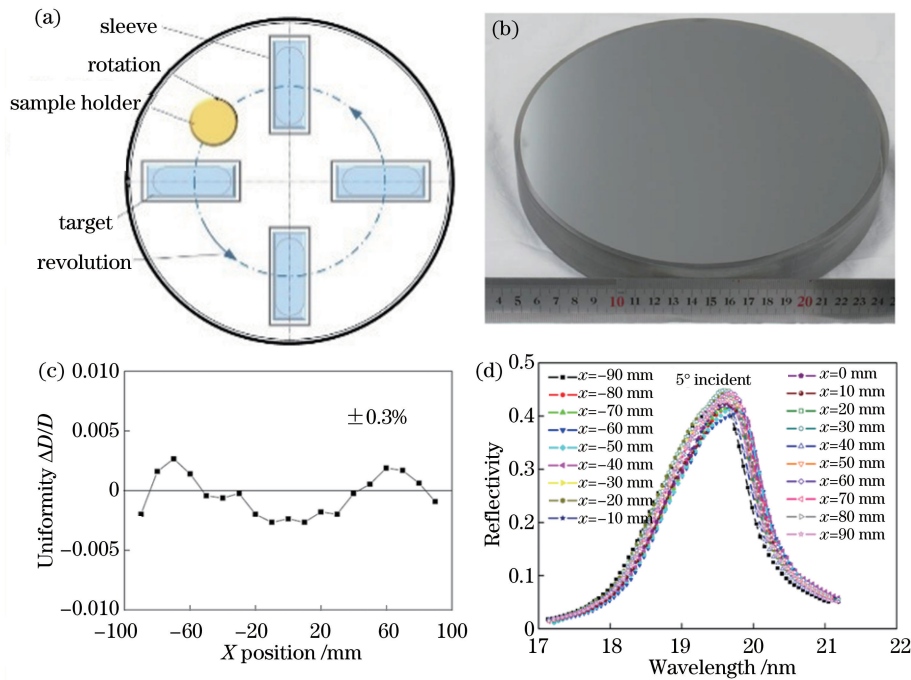 (a)
sleeve
rotation
sample holder
target
revolution
(b)
4 5 6 7 8 9 10 11 12 13 14 15 16 17 18 19 20 21 22 23 24
(c)
0.010
0.005
0
−0.005
−0.010
Uniformity ΔD/D
±0.3%
−100 −60 −20 20 60 100
X position /mm
(d)
0.5
0.4
0.3
0.2
0.1
0
Reflectivity
5° incident
x=−90 mm
x=−80 mm
x=−70 mm
x=−60 mm
x=−50 mm
x=−40 mm
x=−30 mm
x=−20 mm
x=−10 mm
x=0 mm
x=10 mm
x=20 mm
x=30 mm
x=40 mm
x=50 mm
x=60 mm
x=70 mm
x=80 mm
x=90 mm
17 18 19 20 21 22
Wavelength /nm